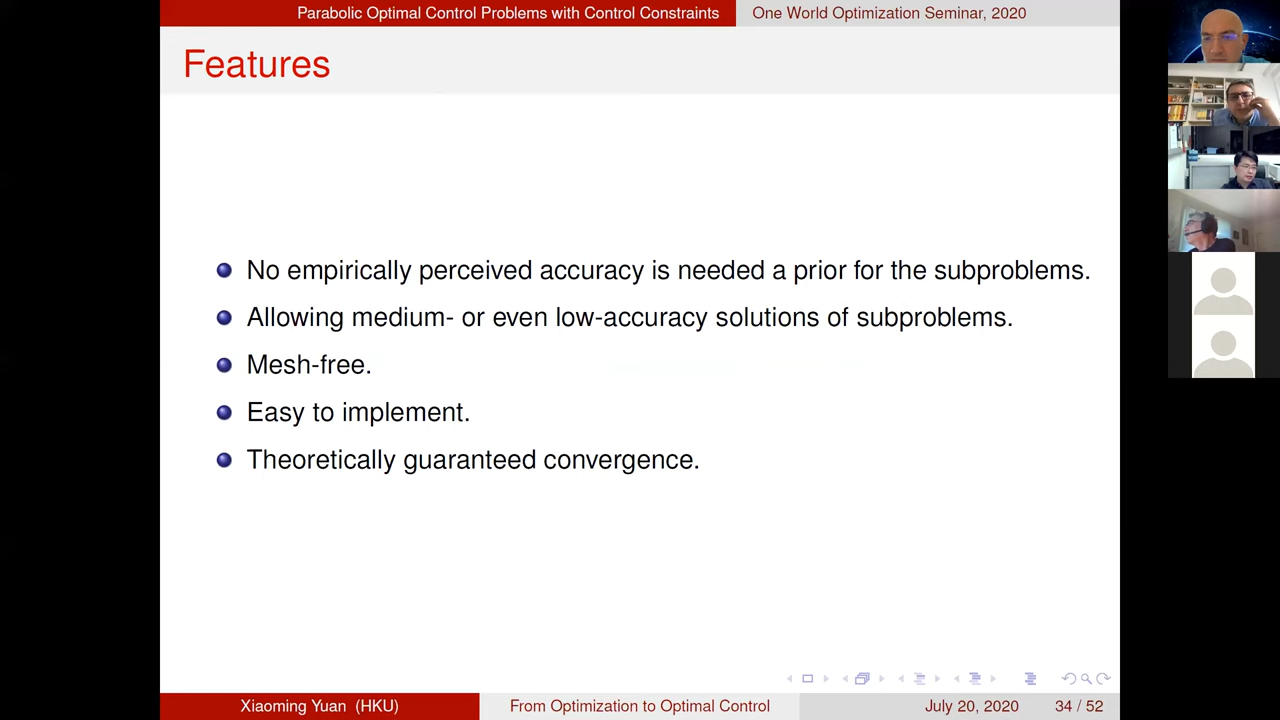 Parabolic Optimal Control Problems with Control Constraints
One World Optimization Seminar, 2020
Features
No empirically perceived accuracy is needed a prior for the subproblems.
Allowing medium- or even low-accuracy solutions of subproblems.
Mesh-free.
Easy to implement.
Theoretically guaranteed convergence.
Xiaoming Yuan (HKU)
From Optimization to Optimal Control
July 20, 2020
34 / 52